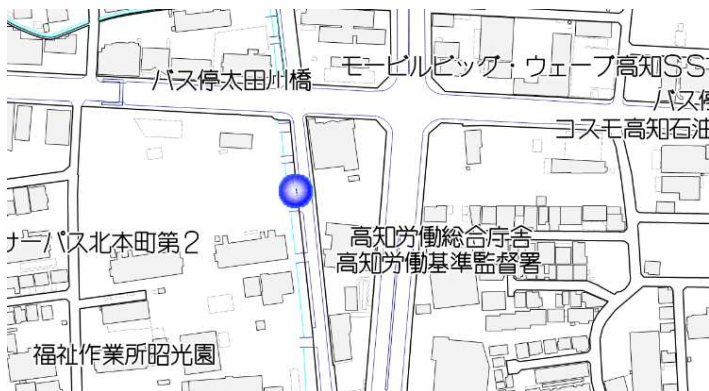 モービルビッグ・ウェーブ高知SS
バス停太田川橋
バス停
コスモ高知石油
サーパス北本町第2
高知労働総合庁舎
高知労働基準監督署
福祉作業所昭光園